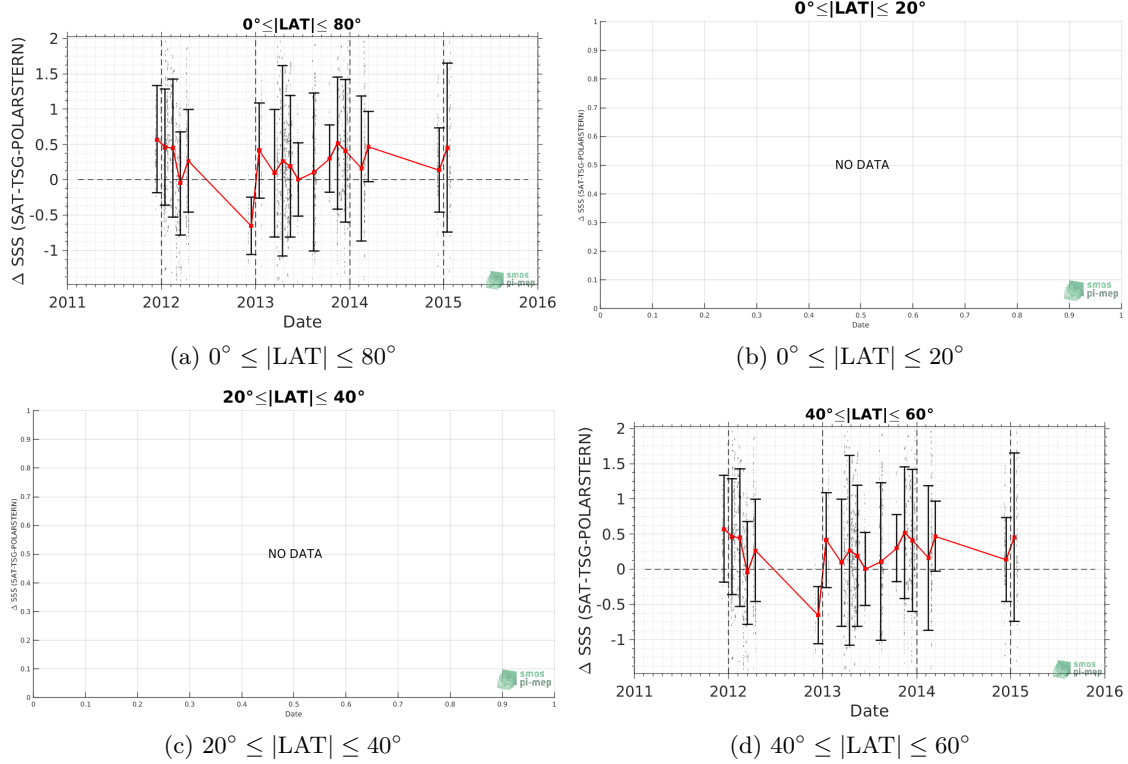 0°≤|LAT|≤ 80°
Δ SSS (SAT-TSG-POLARSTERN)
2
1.5
1
0.5
0
-0.5
-1
2011 2012 2013 2014 2015 2016
Date
smos
pi-mep
(a) 0° ≤ |LAT| ≤ 80°
0°≤|LAT|≤ 20°
Δ SSS (SAT-TSG-POLARSTERN)
1
0.9
0.8
0.7
0.6
0.5
0.4
0.3
0.2
0.1
0
NO DATA
0 0.1 0.2 0.3 0.4 0.5 0.6 0.7 0.8 0.9 1
Date
smos
pi-mep
(b) 0° ≤ |LAT| ≤ 20°
20°≤|LAT|≤ 40°
Δ SSS (SAT-TSG-POLARSTERN)
1
0.9
0.8
0.7
0.6
0.5
0.4
0.3
0.2
0.1
0
NO DATA
0 0.1 0.2 0.3 0.4 0.5 0.6 0.7 0.8 0.9 1
Date
smos
pi-mep
(c) 20° ≤ |LAT| ≤ 40°
40°≤|LAT|≤ 60°
Δ SSS (SAT-TSG-POLARSTERN)
2
1.5
1
0.5
0
-0.5
-1
2011 2012 2013 2014 2015 2016
Date
smos
pi-mep
(d) 40° ≤ |LAT| ≤ 60°